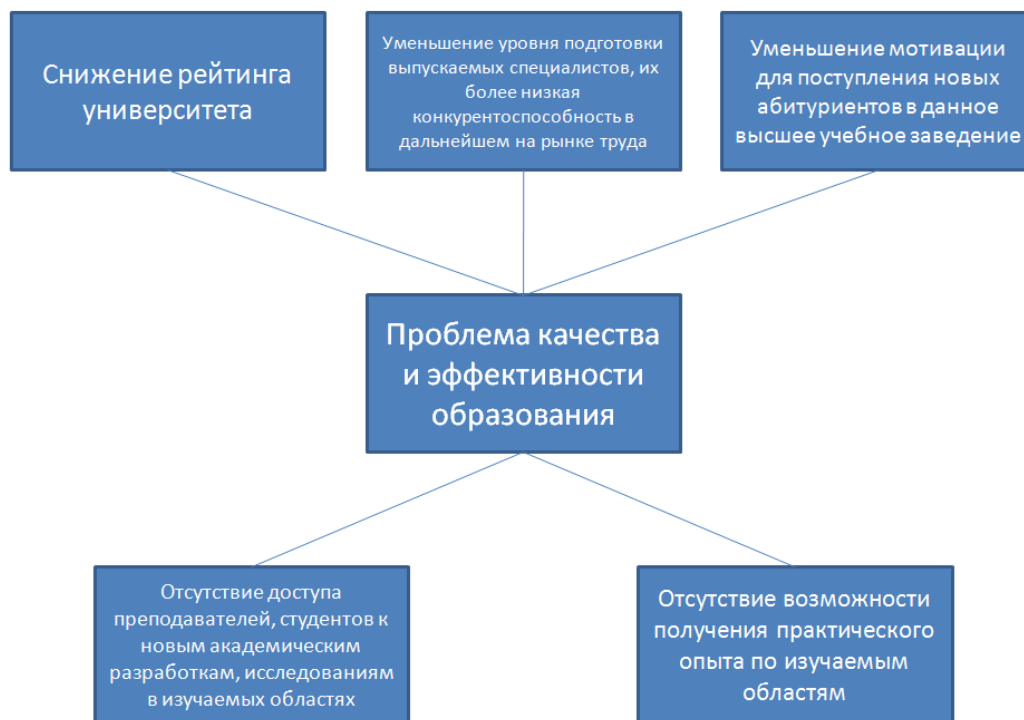 Снижение рейтинга
университета
Уменьшение уровня подготовки
выпускаемых специалистов, их
более низкая
конкурентоспособность в
дальнейшем на рынке труда
Уменьшение мотивации
для поступления новых
абитуриентов в данное
высшее учебное заведение
Проблема качества
и эффективности
образования
Отсутствие доступа
преподавателей, студентов к
новым академическим
разработкам, исследованиям
в изучаемых областях
Отсутствие возможности
получения практического
опыта по изучаемым
областям